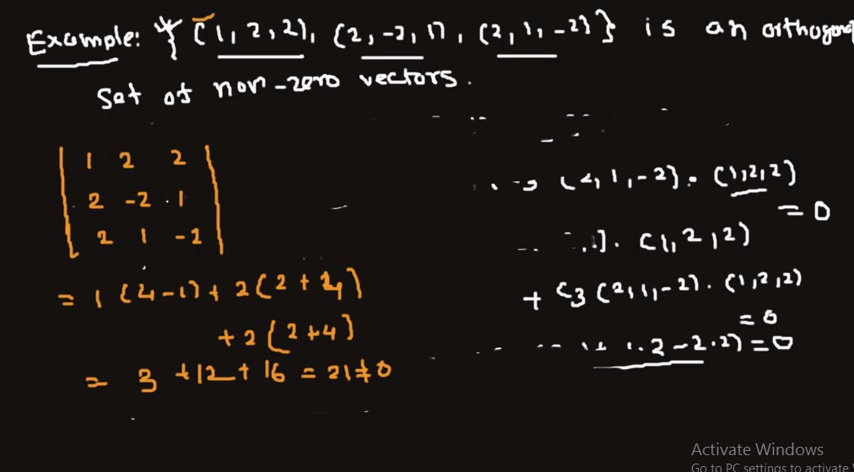 Example: { (1, 2, 2), (2, -2, 1), (2, 1, -2) } is an orthogonal
Set of non-zero vectors.
| 1 2 2 |
| 2 -2 1 |
| 2 1 -2 |
= 1 (4-1) + 2(2+4)
+ 2(2+4)
= 3 + 12 + 16 = 21 ≠ 0
(2, 1, -2) . (1, 2, 2)
= 0
. (1, 2, 2)
+ C3 (2, 1, -2) . (1, 2, 2)
= 0
.2 - 2.2) = 0
Activate Windows
Go to PC settings to activate